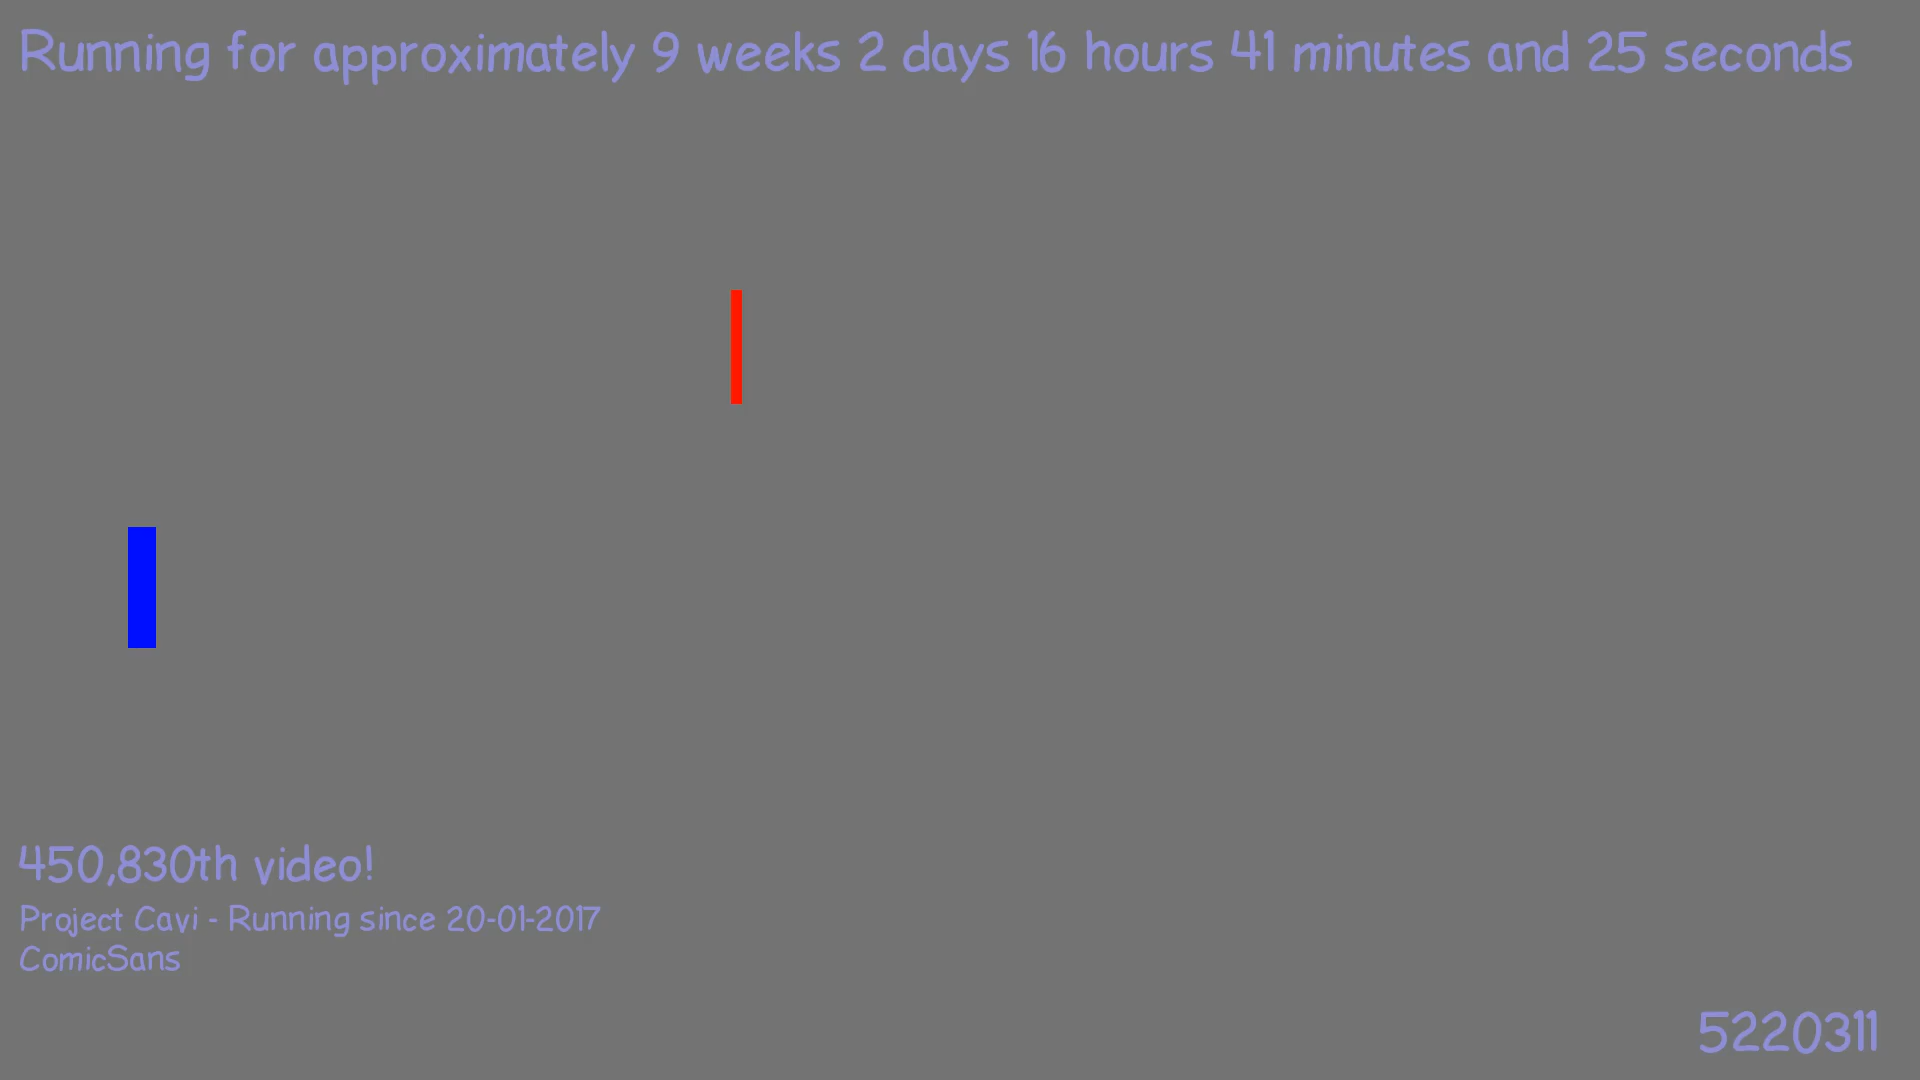 Running for approximately 9 weeks 2 days 16 hours 41 minutes and 25 seconds
450,830th video!
Project Cavi - Running since 20-01-2017
ComicSans
5220311